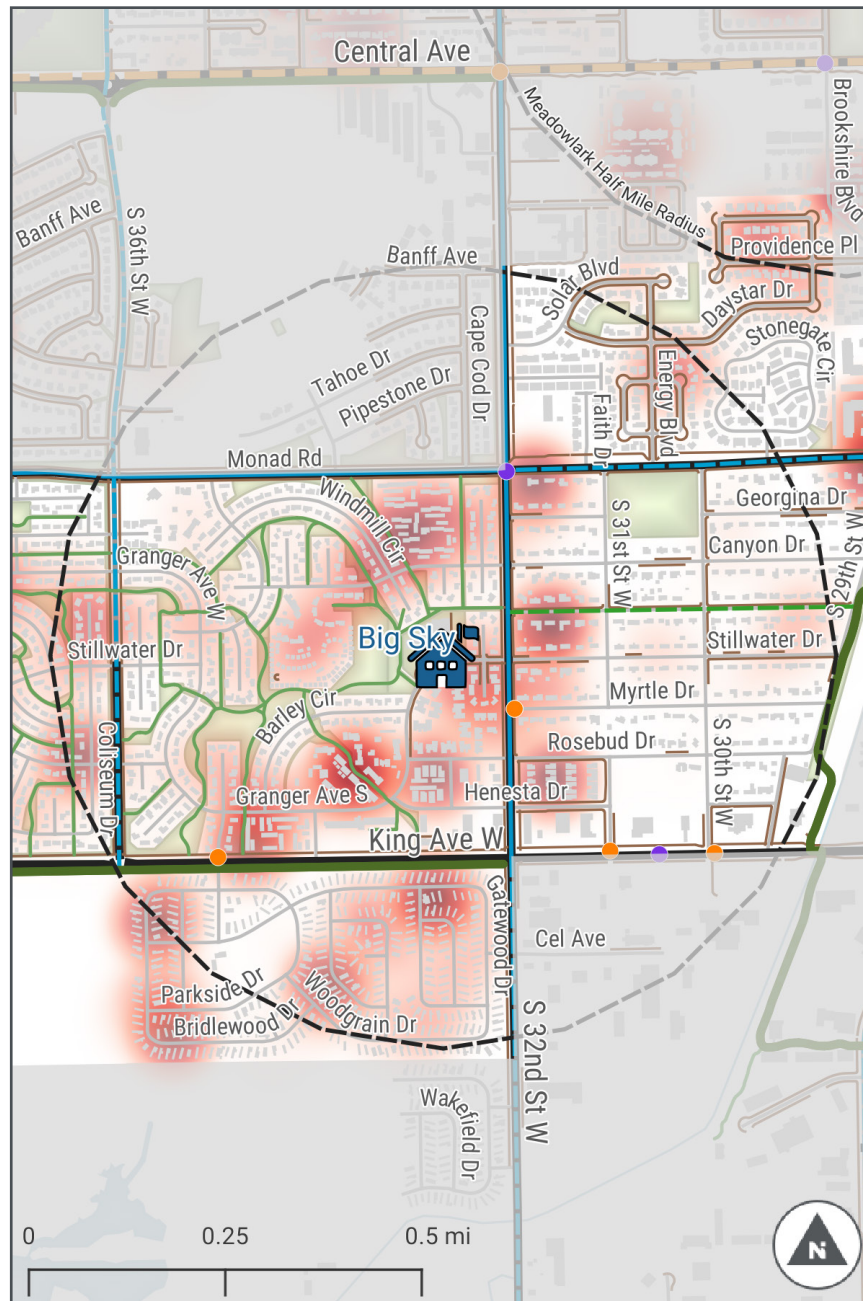 Central Ave
Meadowlark Half Mile Radius
Brookshire Blvd
Banff Ave
S 36th St W
Banff Ave
Providence Pl
Solar Blvd
Daystar Dr
Cape Cod Dr
Stonegate Cir
Tahoe Dr
Pipestone Dr
Energy Blvd
Faith Dr
Monad Rd
Windmill Cir
Georgina Dr
S 31st St W
Canyon Dr
Granger Ave W
S 29th St W
Big Sky
Stillwater Dr
Stillwater Dr
Myrtle Dr
Barley Cir
Rosebud Dr
S 30th St W
Coliseum Dr
Granger Ave S
Henesta Dr
King Ave W
Gatewood Dr
Cel Ave
Parkside Dr
Woodgrain Dr
Bridlewood Dr
S 32nd St W
Wakefield Dr
0 0.25 0.5 mi
N